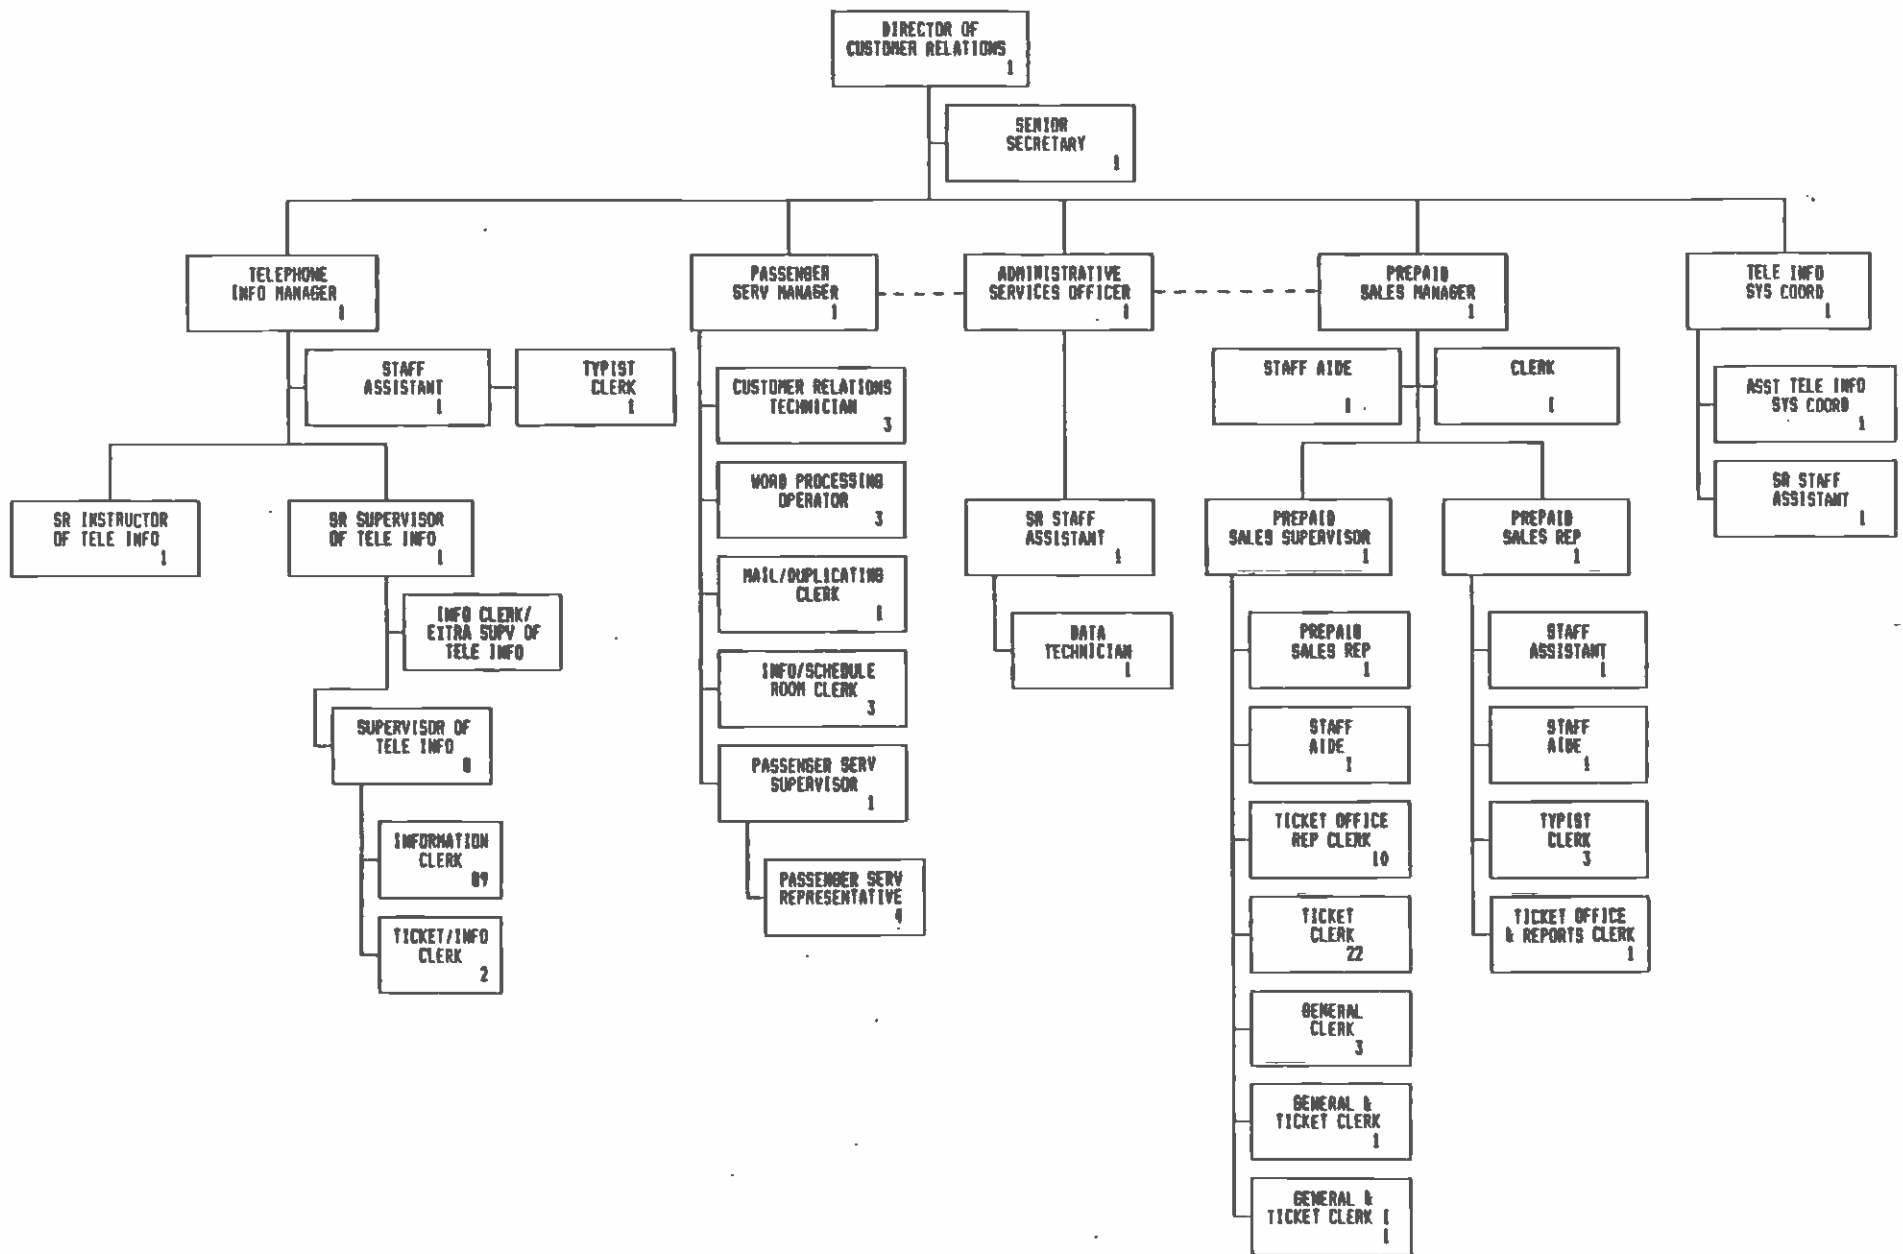 DIRECTOR OF
CUSTOMER RELATIONS
1
SENIOR
SECRETARY
1
TELEPHONE
INFO MANAGER
1
PASSENGER
SERV MANAGER
1
ADMINISTRATIVE
SERVICES OFFICER
1
PREPAID
SALES MANAGER
1
TELE INFO
SYS COORD
1
STAFF
ASSISTANT
1
TYPIST
CLERK
1
SR INSTRUCTOR
OF TELE INFO
1
SR SUPERVISOR
OF TELE INFO
1
INFO CLERK/
EXTRA SUPV OF
TELE INFO
SUPERVISOR OF
TELE INFO
INFORMATION
CLERK
TICKET/INFO
CLERK
2
CUSTOMER RELATIONS
TECHNICIAN
3
WORD PROCESSING
OPERATOR
3
MAIL/DUPLICATING
CLERK
1
INFO/SCHEDULE
ROOM CLERK
3
PASSENGER SERV
SUPERVISOR
1
PASSENGER SERV
REPRESENTATIVE
4
SR STAFF
ASSISTANT
1
DATA
TECHNICIAN
1
STAFF AIDE
1
CLERK
1
PREPAID
SALES SUPERVISOR
1
PREPAID
SALES REP
1
STAFF
AIDE
1
TICKET OFFICE
REP CLERK
10
TICKET
CLERK
22
GENERAL
CLERK
3
GENERAL &
TICKET CLERK
1
GENERAL &
TICKET CLERK I
1
PREPAID
SALES REP
1
STAFF
ASSISTANT
1
STAFF
AIDE
1
TYPIST
CLERK
3
TICKET OFFICE
& REPORTS CLERK
1
ASST TELE INFO
SYS COORD
1
SR STAFF
ASSISTANT
1